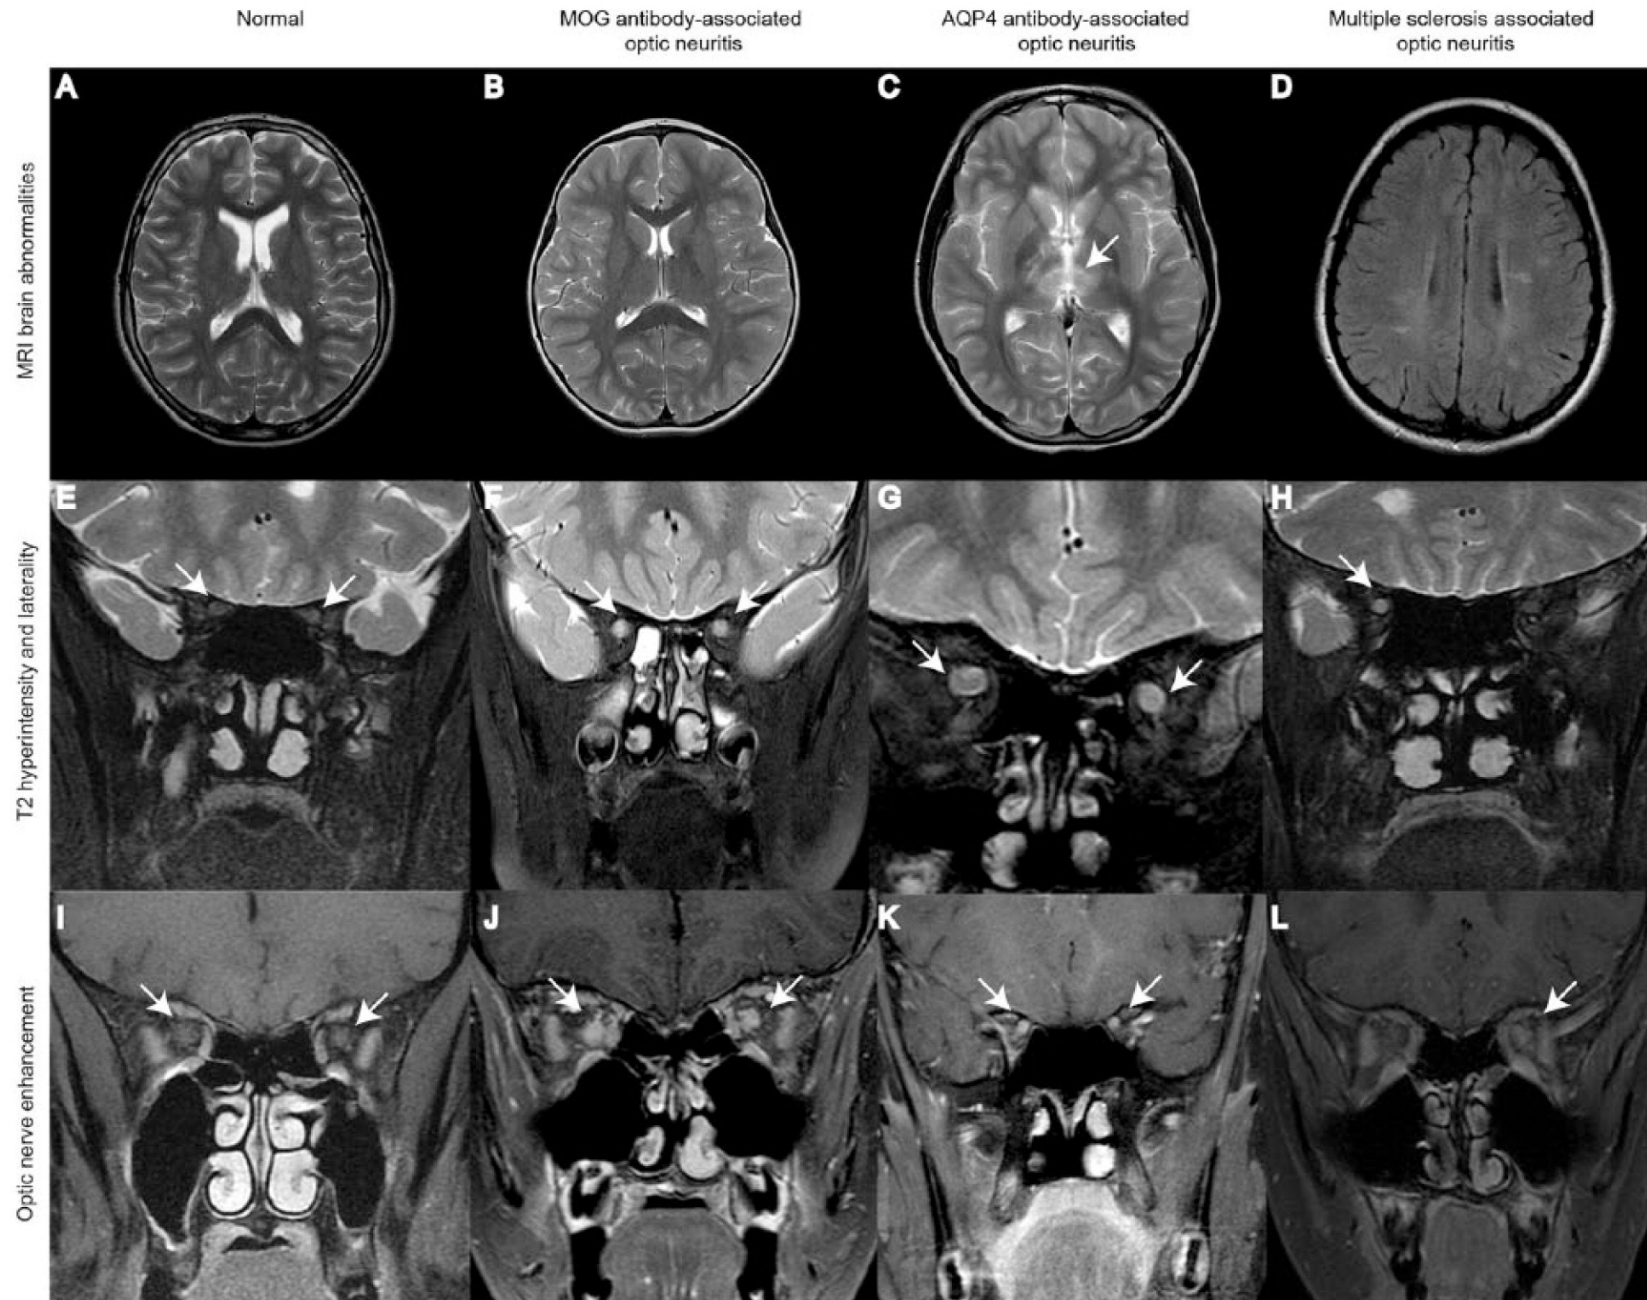 Normal
MOG antibody-associated
optic neuritis
AQP4 antibody-associated
optic neuritis
Multiple sclerosis associated
optic neuritis
MRI brain abnormalities
A
B
C
D
T2 hyperintensity and laterality
E
F
G
H
Optic nerve enhancement
I
J
K
L